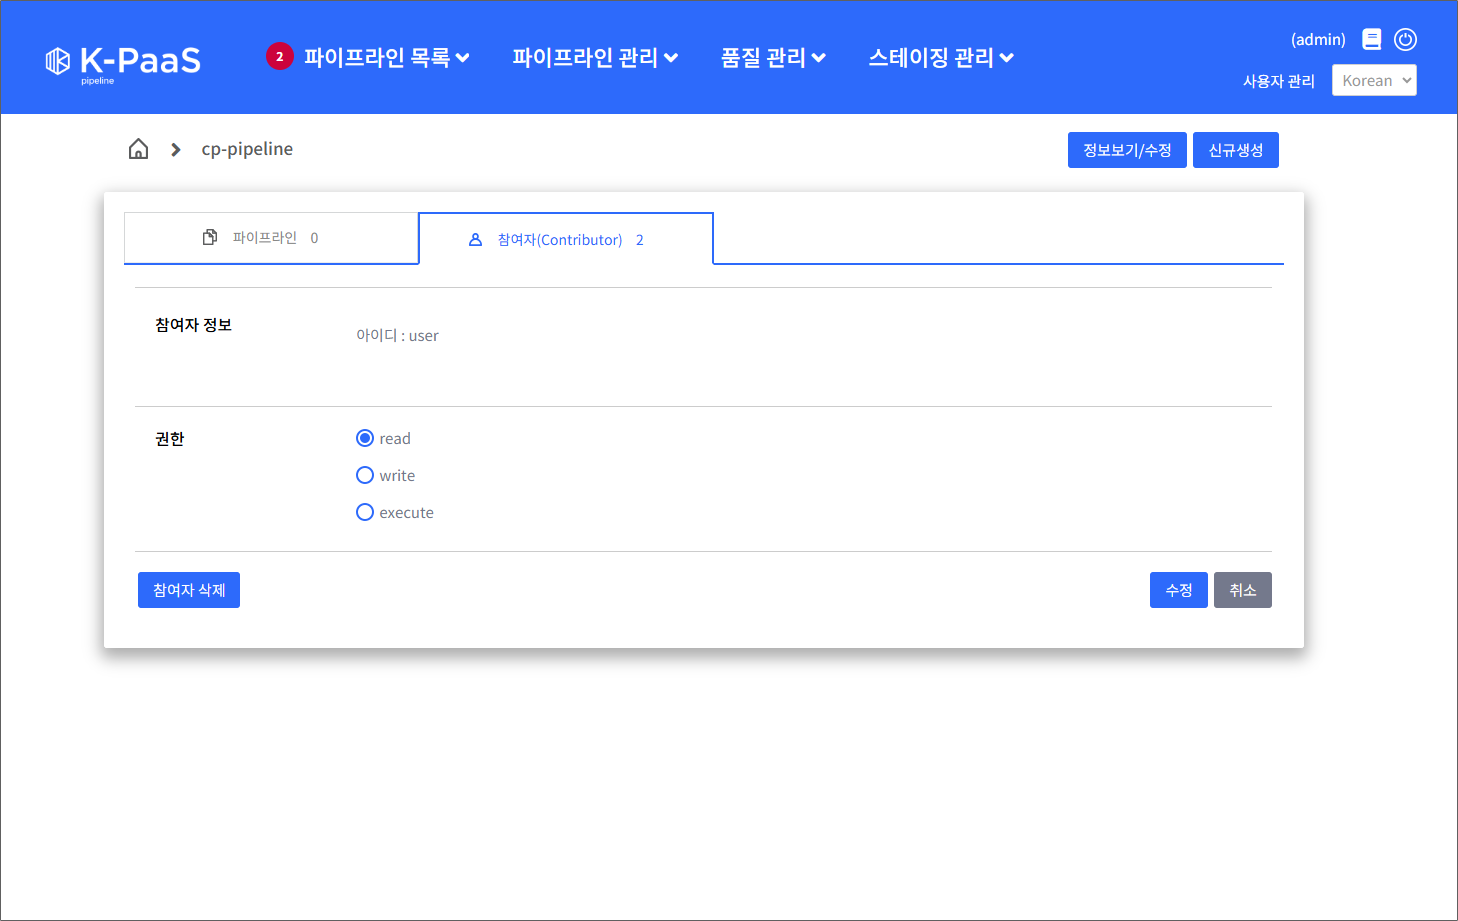 K-PaaS
pipeline
2 파이프라인 목록
파이프라인 관리
품질 관리
스테이징 관리
(admin)
사용자 관리
Korean
cp-pipeline
정보보기/수정
신규생성
파이프라인 0
참여자(Contributor) 2
참여자 정보
아이디 : user
권한
read
write
execute
참여자 삭제
수정
취소